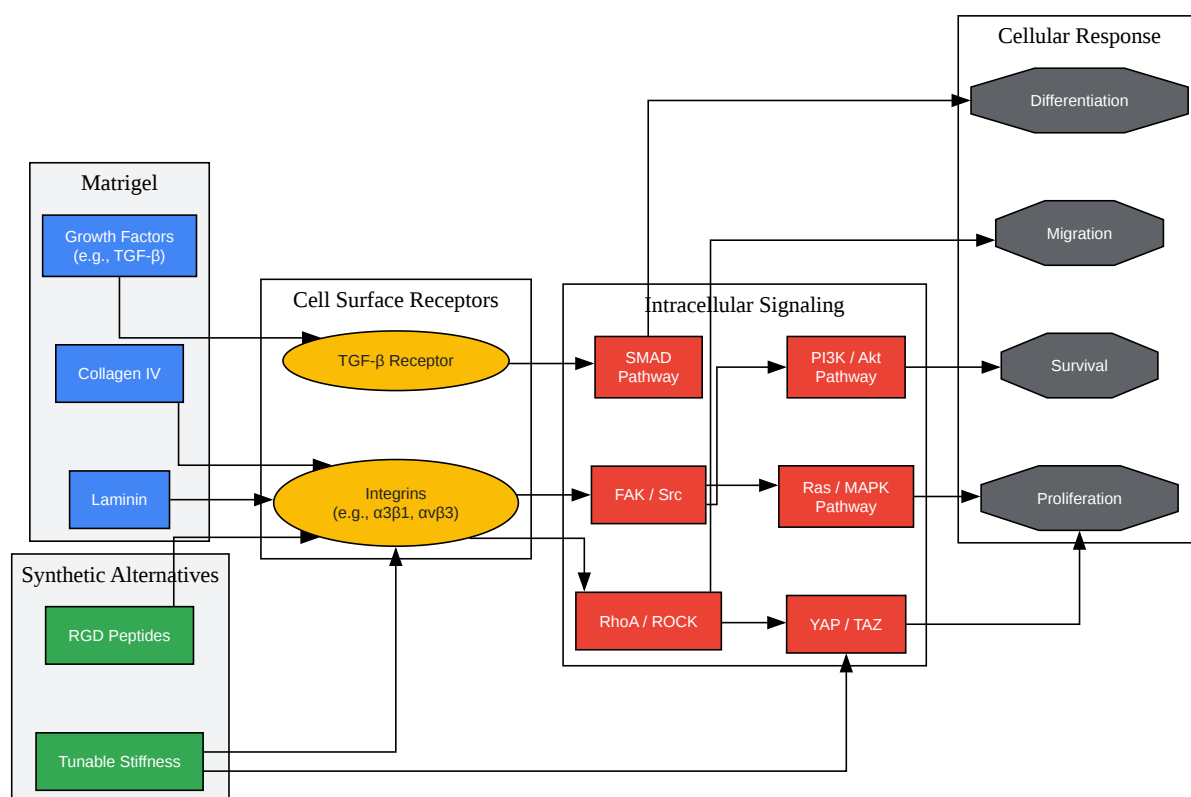 Cellular Response
Differentiation
Migration
Survival
Proliferation
Matrigel
Growth Factors
(e.g., TGF-β)
Collagen IV
Laminin
Cell Surface Receptors
TGF-β Receptor
Integrins
(e.g., α3β1, αvβ3)
Intracellular Signaling
SMAD
Pathway
PI3K / Akt
Pathway
FAK / Src
Ras / MAPK
Pathway
RhoA / ROCK
YAP / TAZ
Synthetic Alternatives
RGD Peptides
Tunable Stiffness